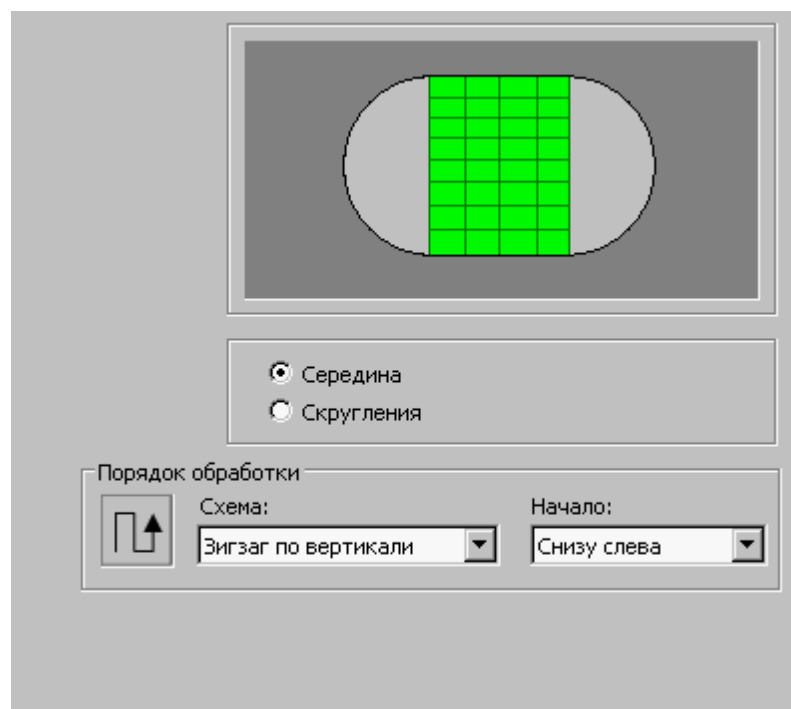 Середина
Скругления
Порядок обработки
Схема:
Начало:
Зигзаг по вертикали
Снизу слева